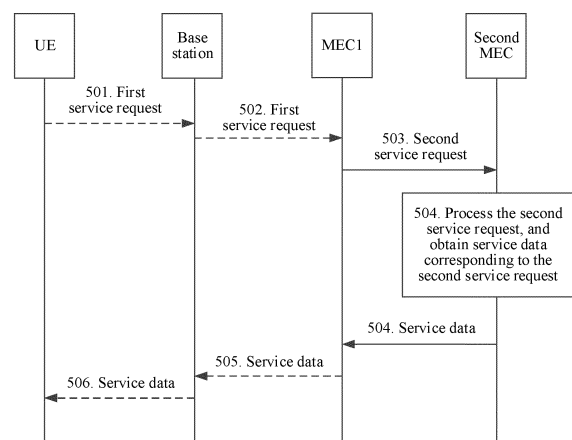 UE
Base
station
MEC1
Second
MEC
501. First
service request
502. First
service request
503. Second
service request
504. Process the second
service request, and
obtain service data
corresponding to the
second service request
504. Service data
505. Service data
506. Service data